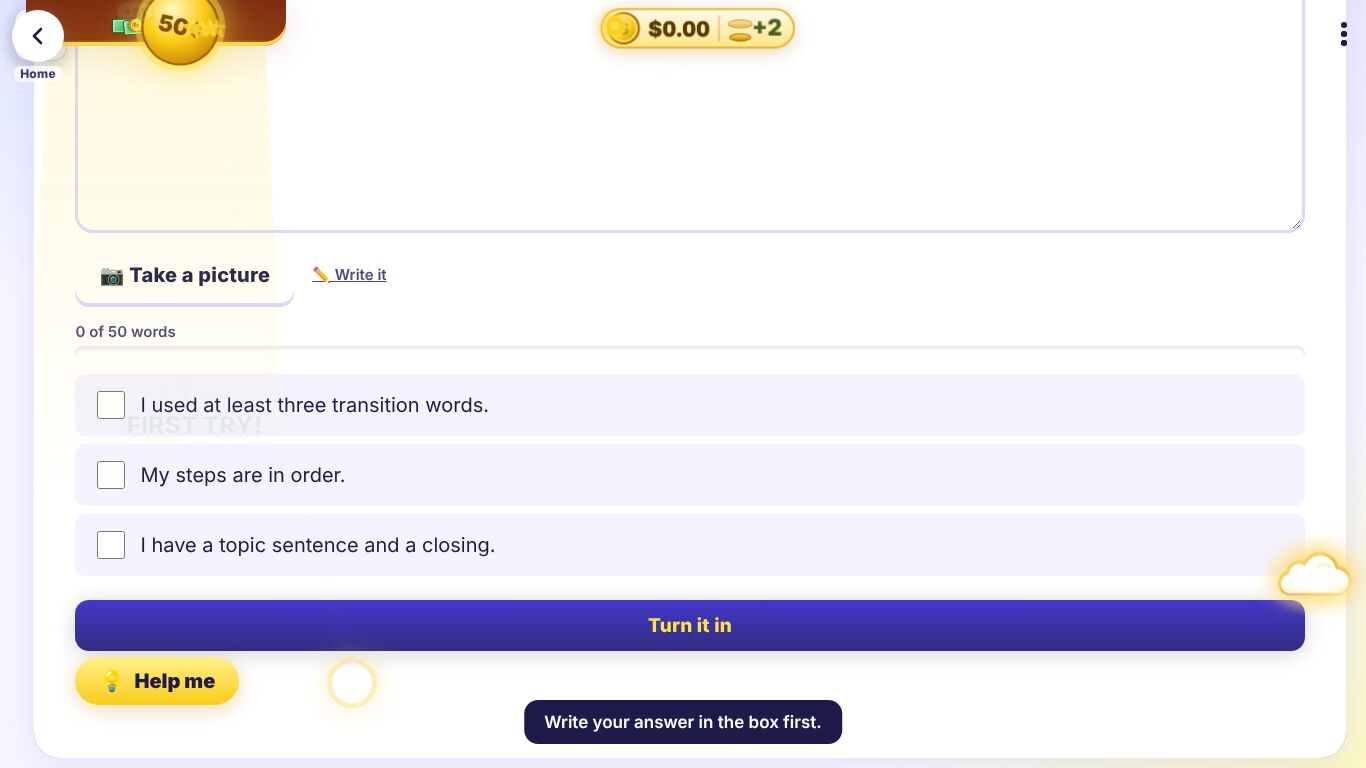 $0.00 +2
Home
📷 Take a picture ✏️ Write it
0 of 50 words
I used at least three transition words.
FIRST TRY!
My steps are in order.
I have a topic sentence and a closing.
Turn it in
💡 Help me
Write your answer in the box first.